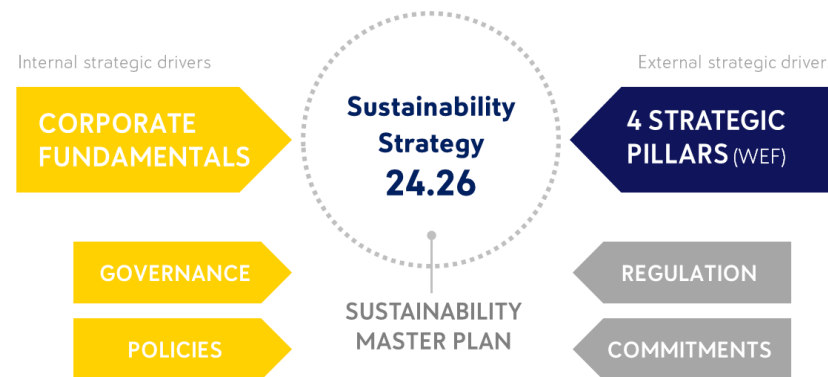 Internal strategic drivers
External strategic driver
CORPORATE
FUNDAMENTALS
Sustainability
Strategy
24.26
4 STRATEGIC
PILLARS (WEF)
GOVERNANCE
REGULATION
SUSTAINABILITY
MASTER PLAN
POLICIES
COMMITMENTS